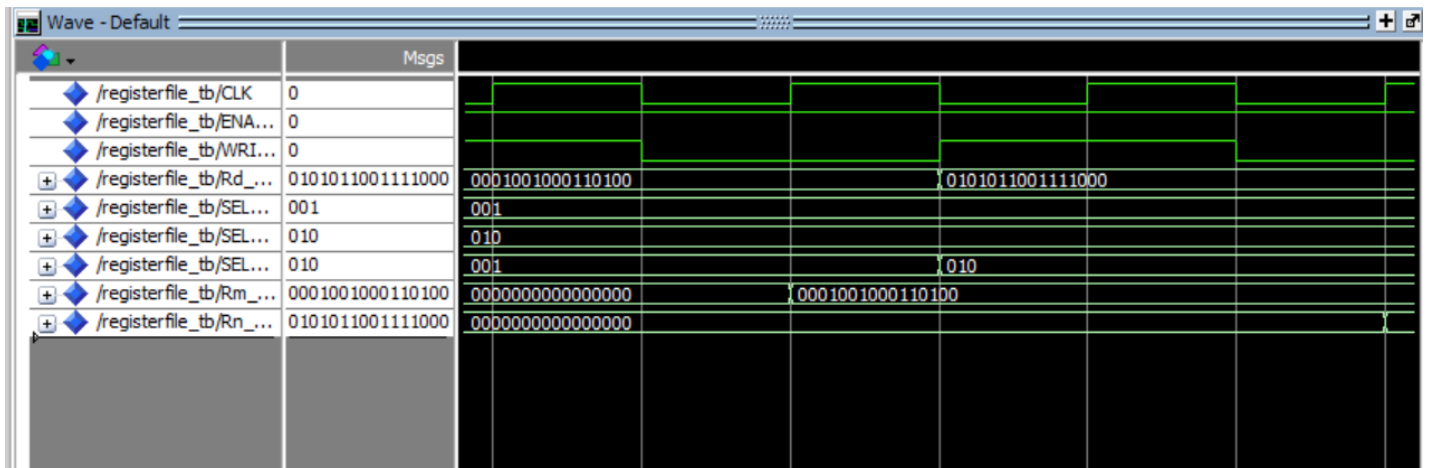 Wave - Default
Msgs
/registerfile_tb/CLK 0
/registerfile_tb/ENA... 0
/registerfile_tb/WRI... 0
/registerfile_tb/Rd_... 0101011001111000 0001001000110100 0101011001111000
/registerfile_tb/SEL... 001 001
/registerfile_tb/SEL... 010 010
/registerfile_tb/SEL... 010 001 010
/registerfile_tb/Rm_... 0001001000110100 0000000000000000 0001001000110100
/registerfile_tb/Rn_... 0101011001111000 0000000000000000